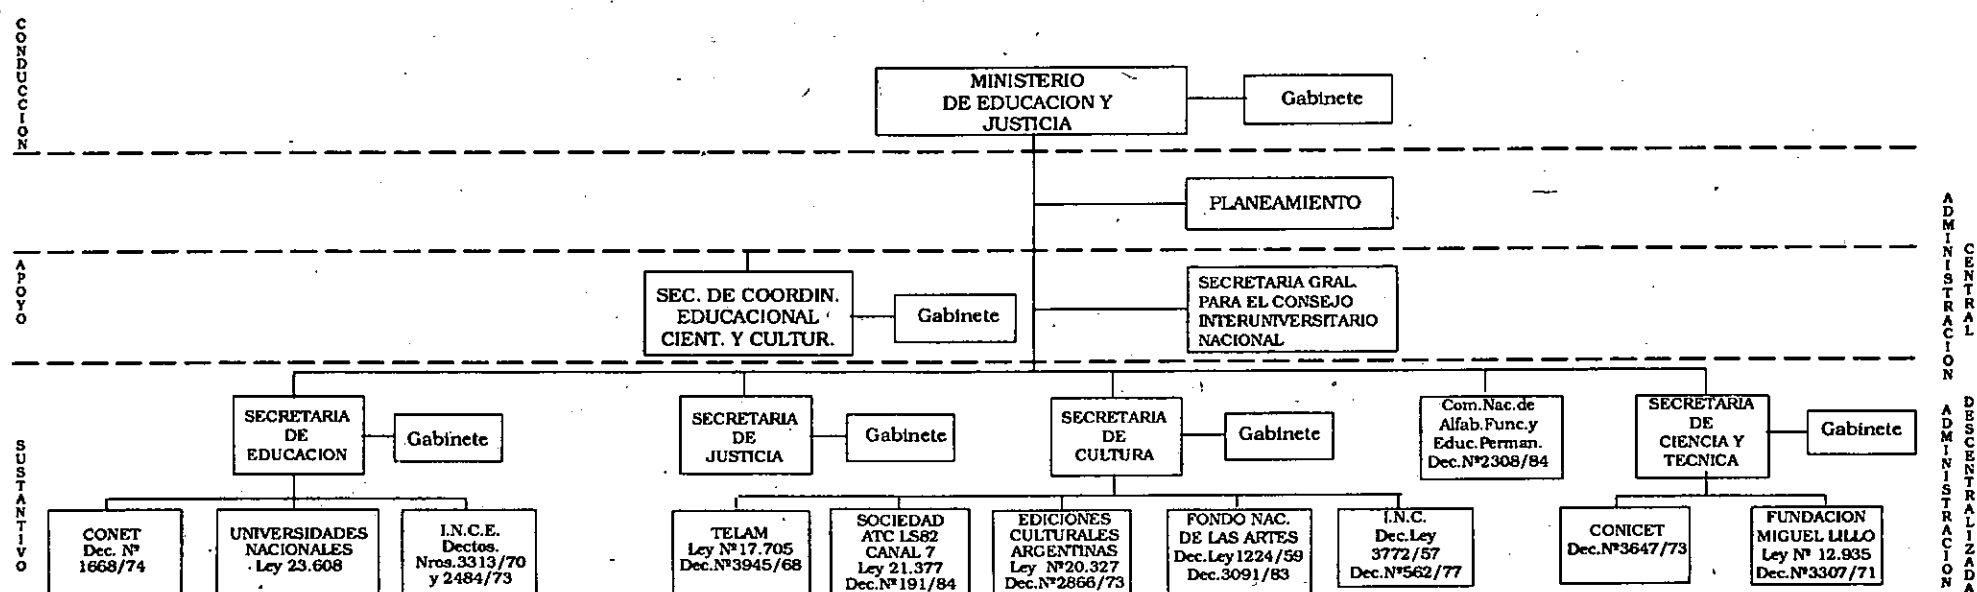 CONDUCCION
MINISTERIO
DE EDUCACION Y
JUSTICIA
Gabinete
PLANEAMIENTO
APOYO
SEC. DE COORDIN.
EDUCACIONAL
CIENT. Y CULTUR.
Gabinete
SECRETARIA GRAL.
PARA EL CONSEJO
INTERUNIVERSITARIO
NACIONAL
ADMINISTRACION
CENTRAL
SUSTANTIVO
SECRETARIA
DE
EDUCACION
Gabinete
SECRETARIA
DE
JUSTICIA
Gabinete
SECRETARIA
DE
CULTURA
Gabinete
Com.Nac.de
Alfab.Func.y
Educ.Perman.
Dec.Nº2308/84
SECRETARIA
DE
CIENCIA Y
TECNICA
Gabinete
CONET
Dec. Nº
1668/74
UNIVERSIDADES
NACIONALES
Ley 23.608
I.N.C.E.
Dectos.
Nros.3313/70
y 2484/73
TELAM
Ley Nº17.705
Dec.Nº3945/68
SOCIEDAD
ATC LS82
CANAL 7
Ley 21.377
Dec.Nº191/84
EDICIONES
CULTURALES
ARGENTINAS
Ley Nº20.327
Dec.Nº2866/73
FONDO NAC.
DE LAS ARTES
Dec.Ley1224/59
Dec.3091/83
I.N.C.
Dec.Ley
3772/57
Dec.Nº562/77
CONICET
Dec.Nº3647/73
FUNDACION
MIGUEL LILLO
Ley Nº 12.935
Dec.Nº3307/71
ADMINISTRACION
DESCENTRALIZADA